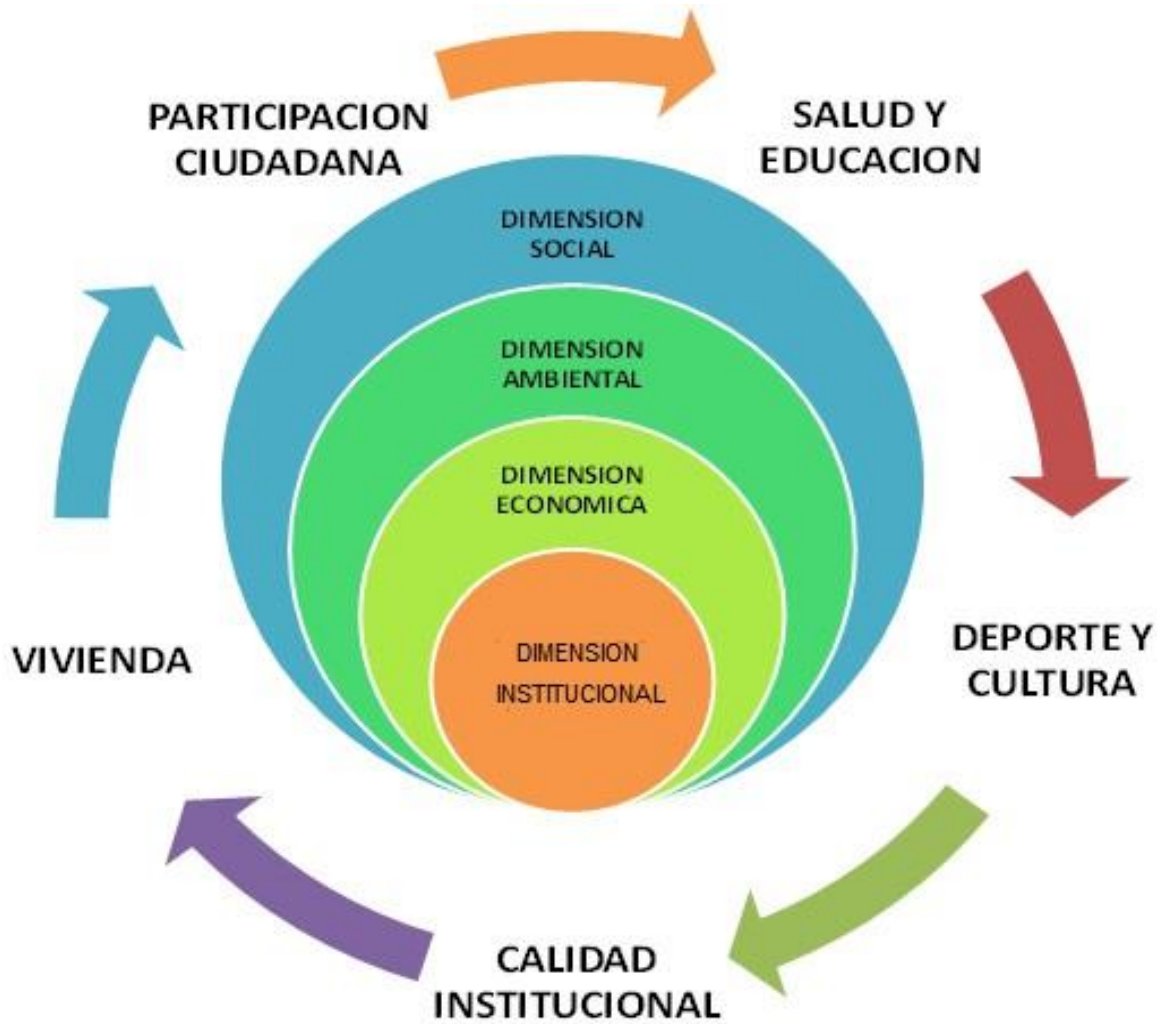 PARTICIPACION
CIUDADANA
SALUD Y
EDUCACION
DIMENSION
SOCIAL
DIMENSION
AMBIENTAL
DIMENSION
ECONOMICA
DIMENSION
INSTITUCIONAL
VIVIENDA
DEPORTE Y
CULTURA
CALIDAD
INSTITUCIONAL